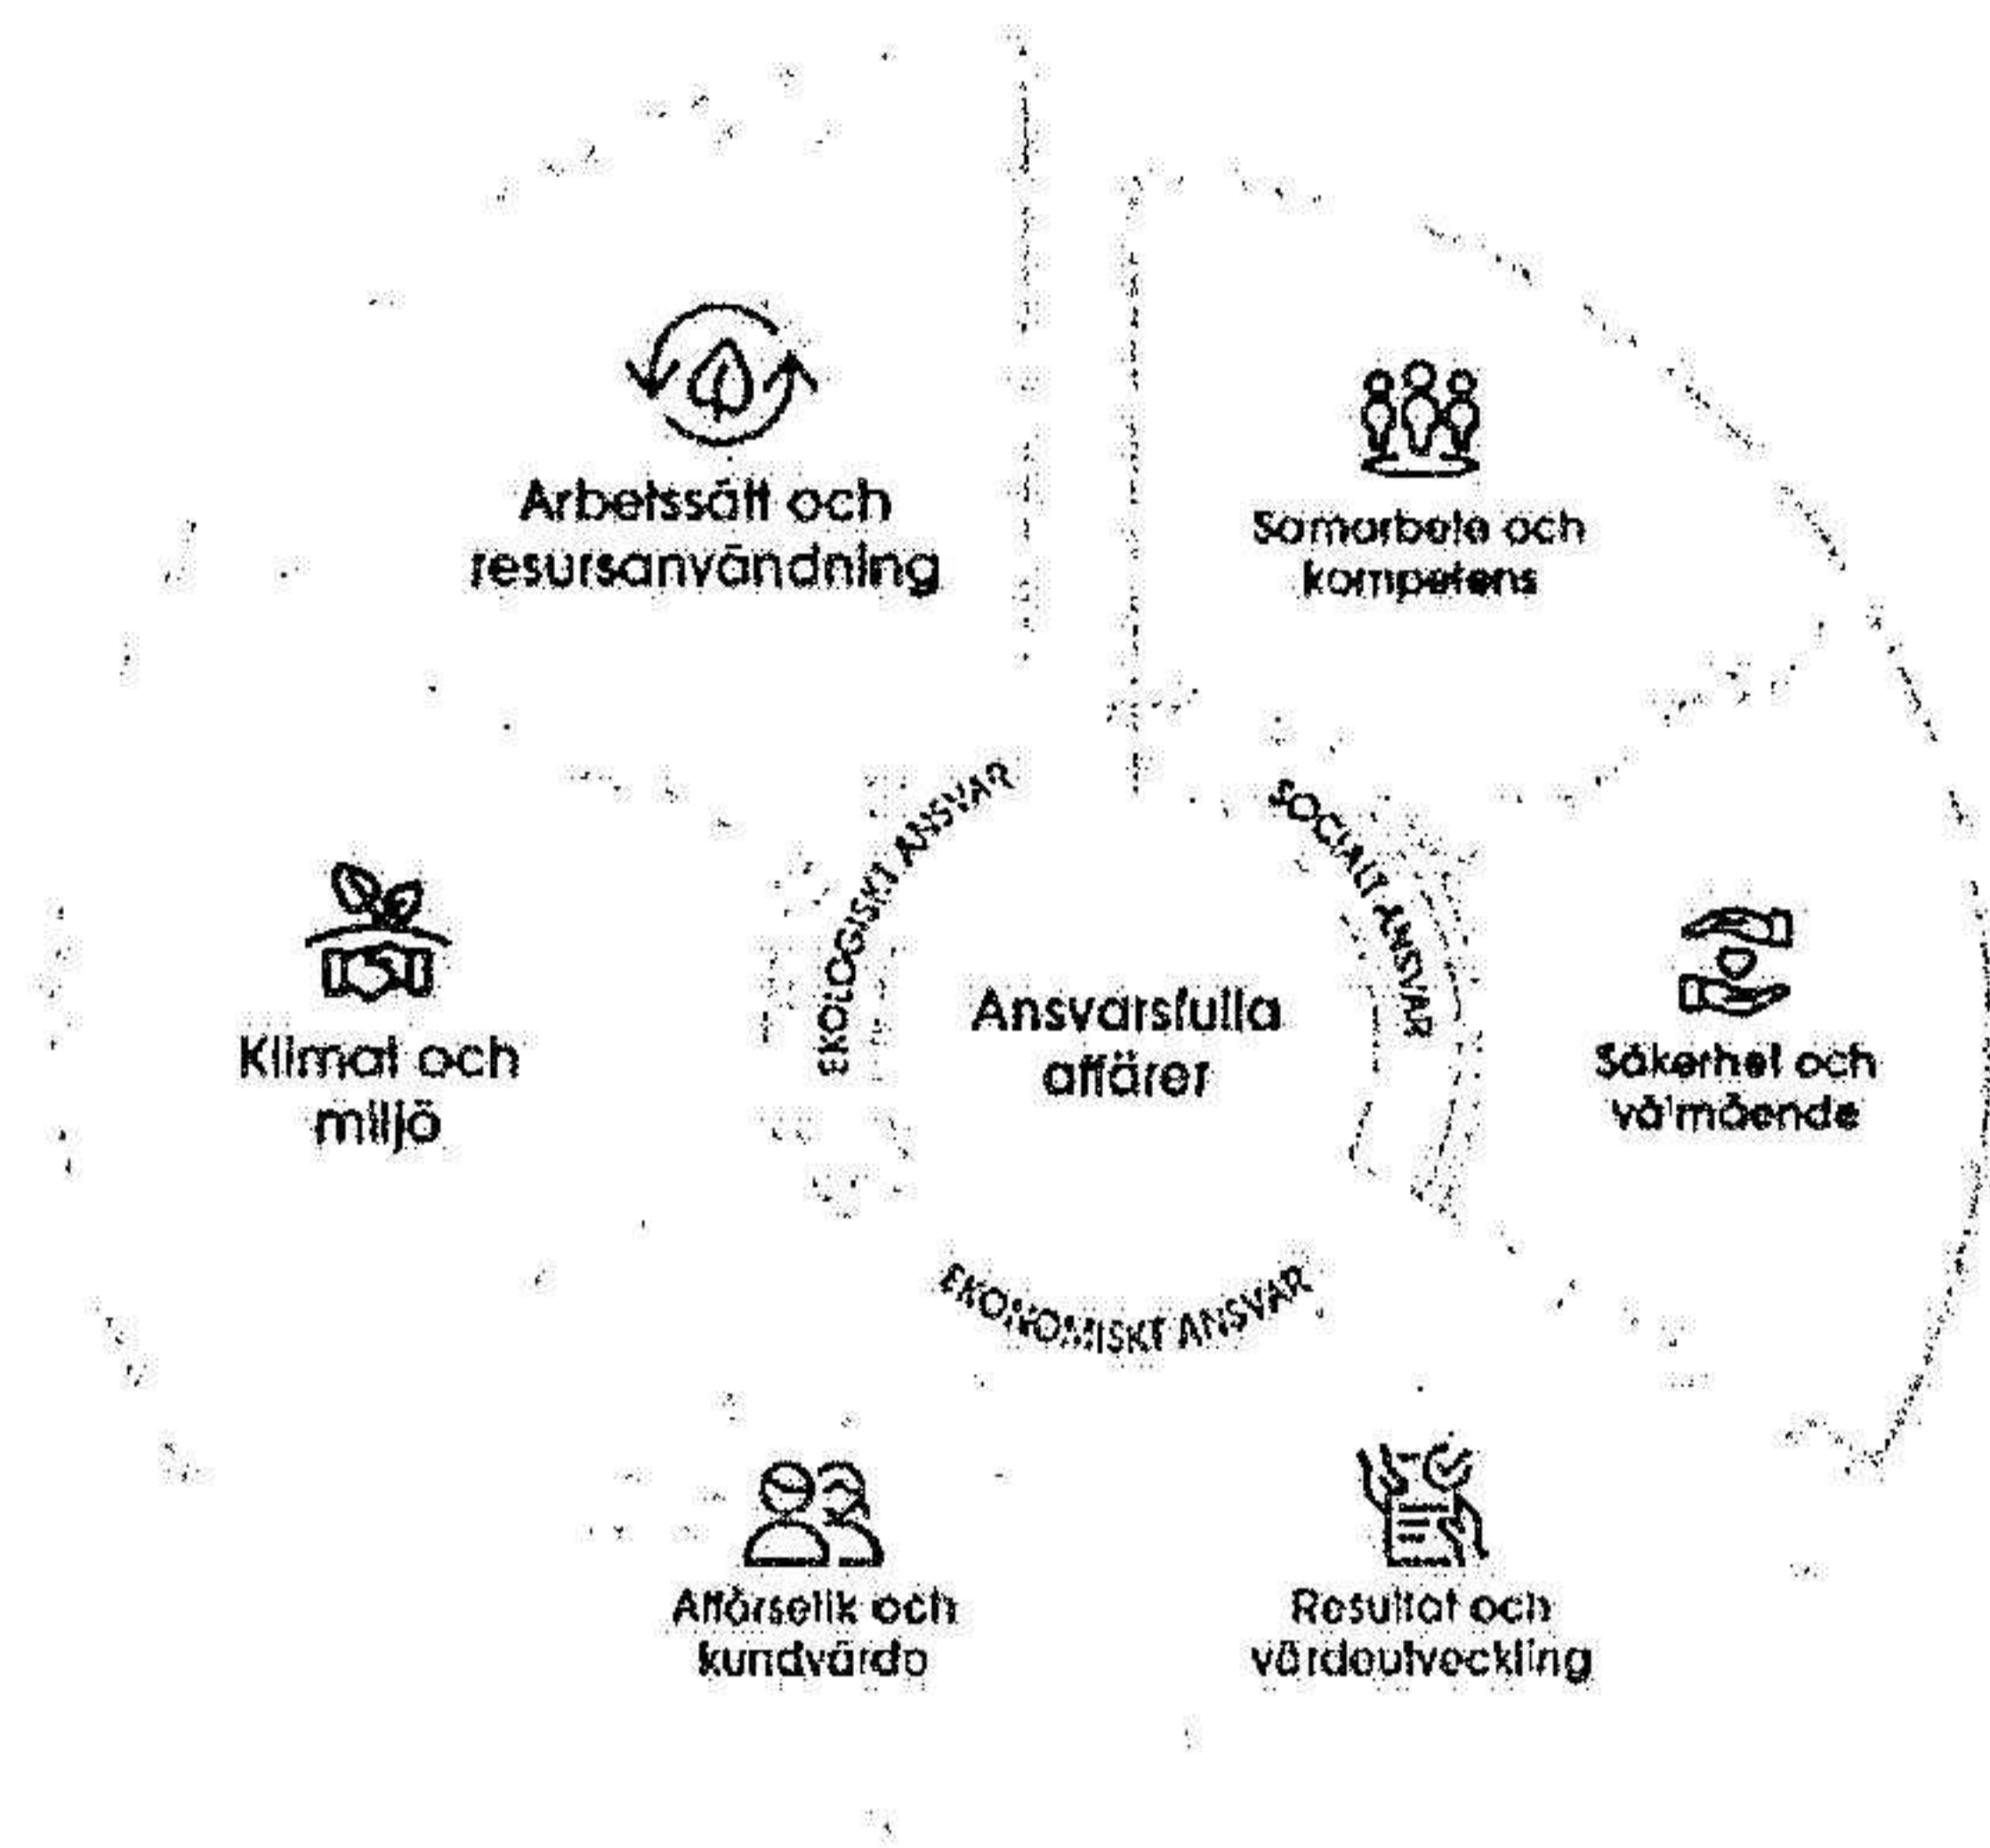 Arbetssätt och
resursanvändning
Samarbete och
kompetens
EKOLOGISKT ANSVAR
SOCIALT ANSVAR
Klimat och
miljö
Ansvarsfulla
affärer
Säkerhet och
välmående
EKONOMISKT ANSVAR
Affärsetik och
kundvärde
Resultat och
värdeutveckling